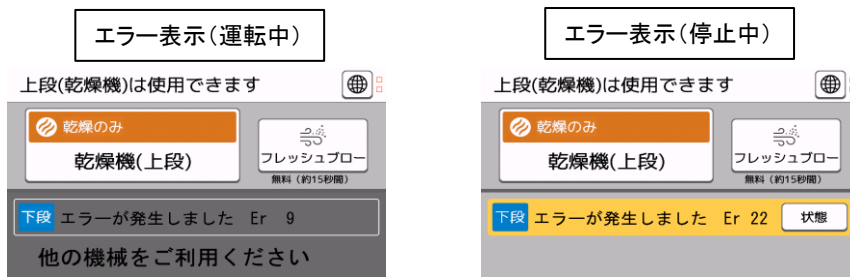 エラー表示(運転中)
上段(乾燥機)は使用できます
乾燥のみ
乾燥機(上段)
フレッシュブロー
無料（約15秒間）
下段 エラーが発生しました Er 9
他の機械をご利用ください
エラー表示(停止中)
上段(乾燥機)は使用できます
乾燥のみ
乾燥機(上段)
フレッシュブロー
無料（約15秒間）
下段 エラーが発生しました Er 22 状態